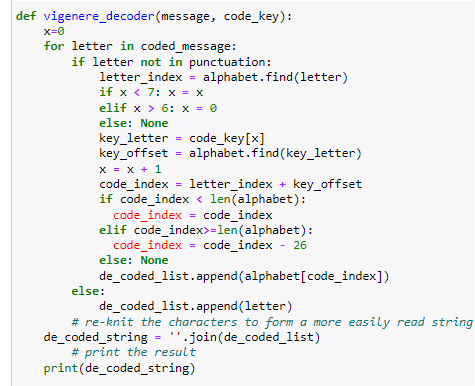 def vigenere_decoder(message, code_key):
    x=0
    for letter in coded_message:
        if letter not in punctuation:
            letter_index = alphabet.find(letter)
            if x < 7: x = x
            elif x > 6: x = 0
            else: None
            key_letter = code_key[x]
            key_offset = alphabet.find(key_letter)
            x = x + 1
            code_index = letter_index + key_offset
            if code_index < len(alphabet):
              code_index = code_index
            elif code_index>=len(alphabet):
              code_index = code_index - 26
            else: None
            de_coded_list.append(alphabet[code_index])
        else:
            de_coded_list.append(letter)
        # re-knit the characters to form a more easily read string
    de_coded_string = ''.join(de_coded_list)
        # print the result
    print(de_coded_string)